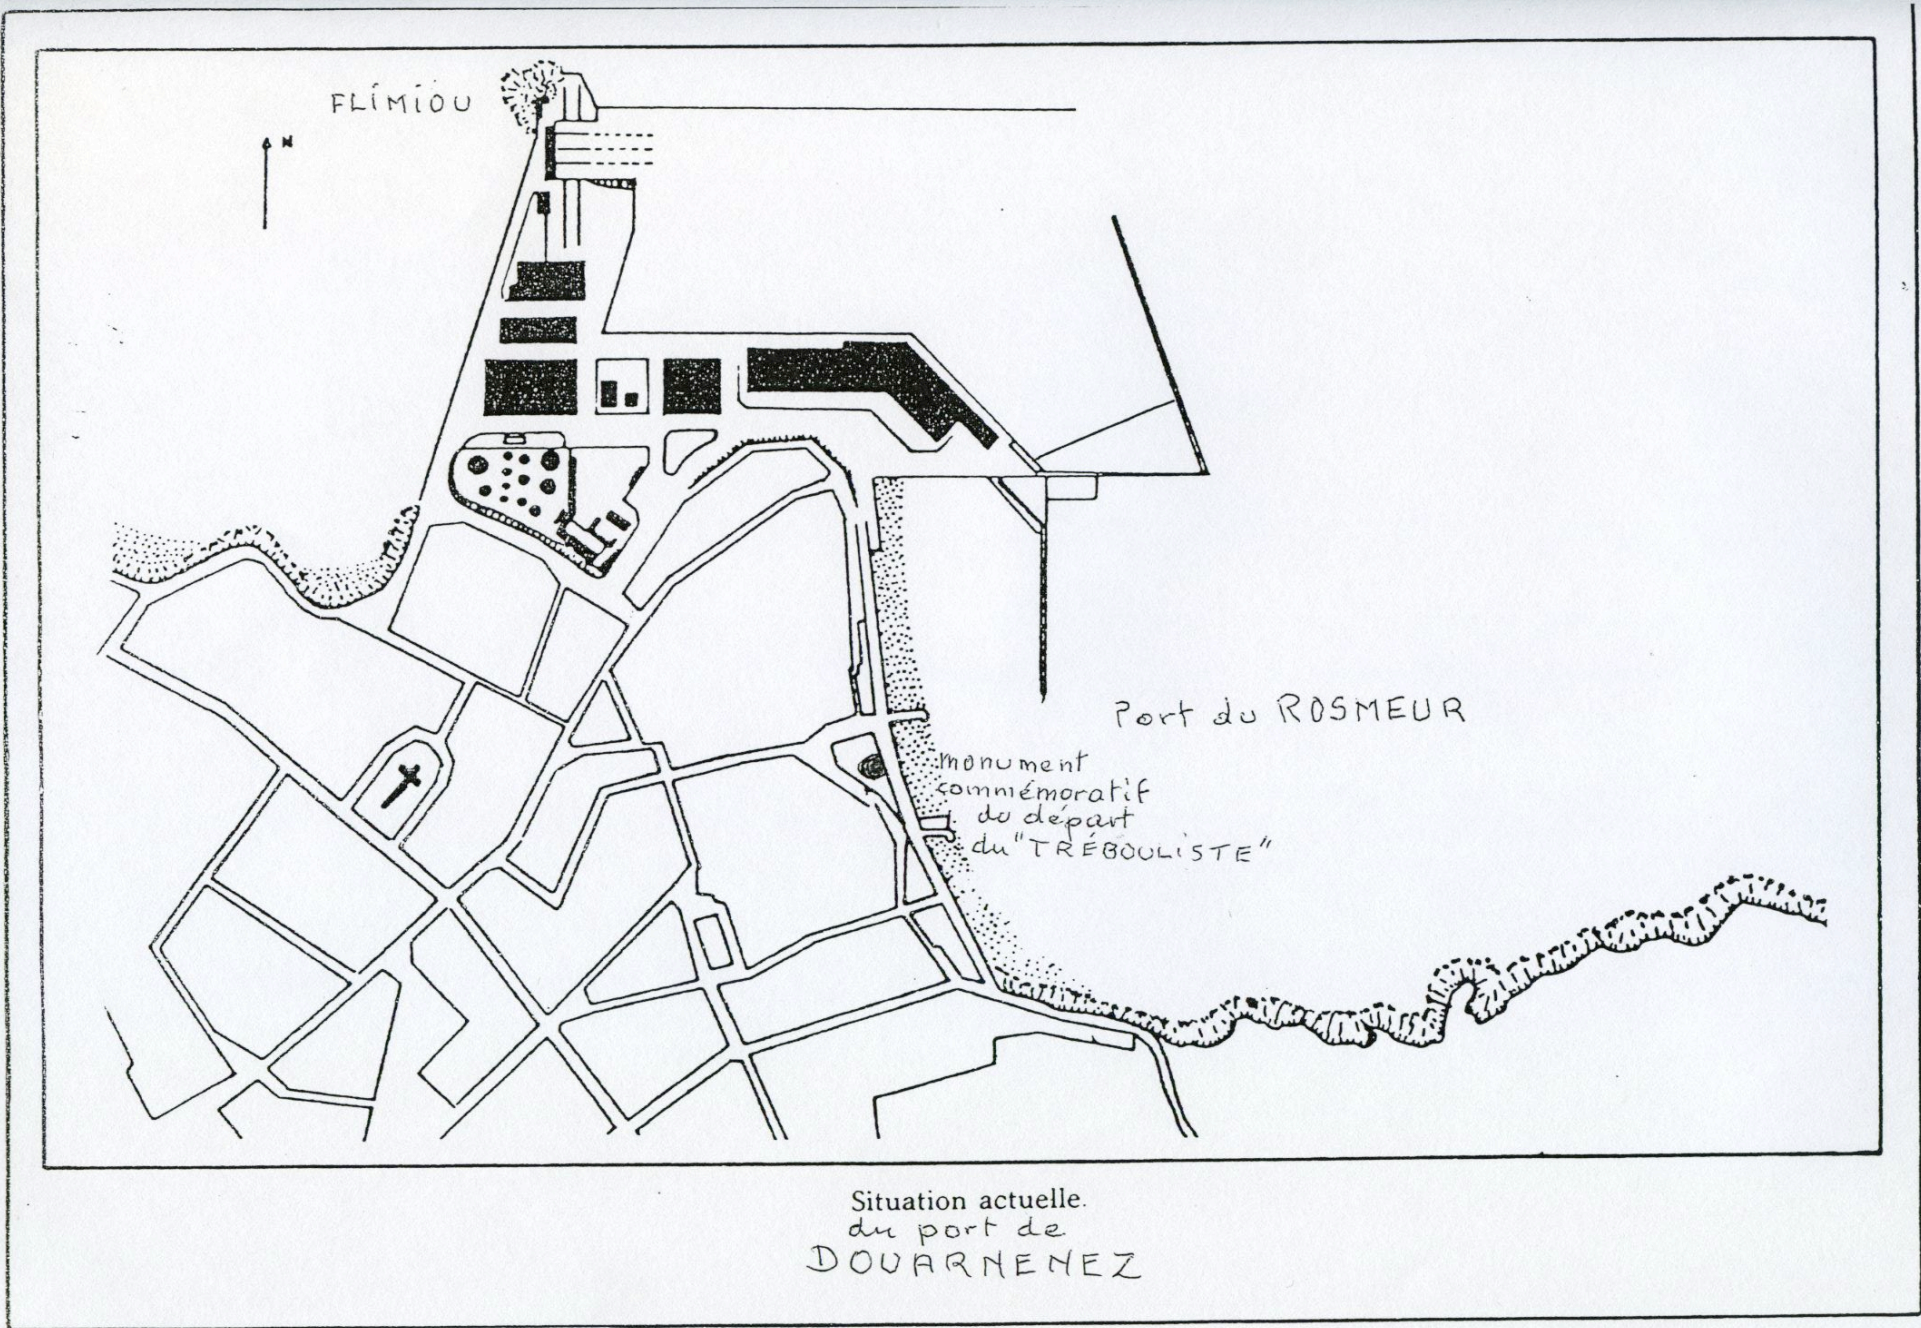 FLIMIOU
N
Port du ROSMEUR
monument
commémoratif
du départ
du "TRÉBOULISTE"
Situation actuelle.
du port de
DOUARNENEZ